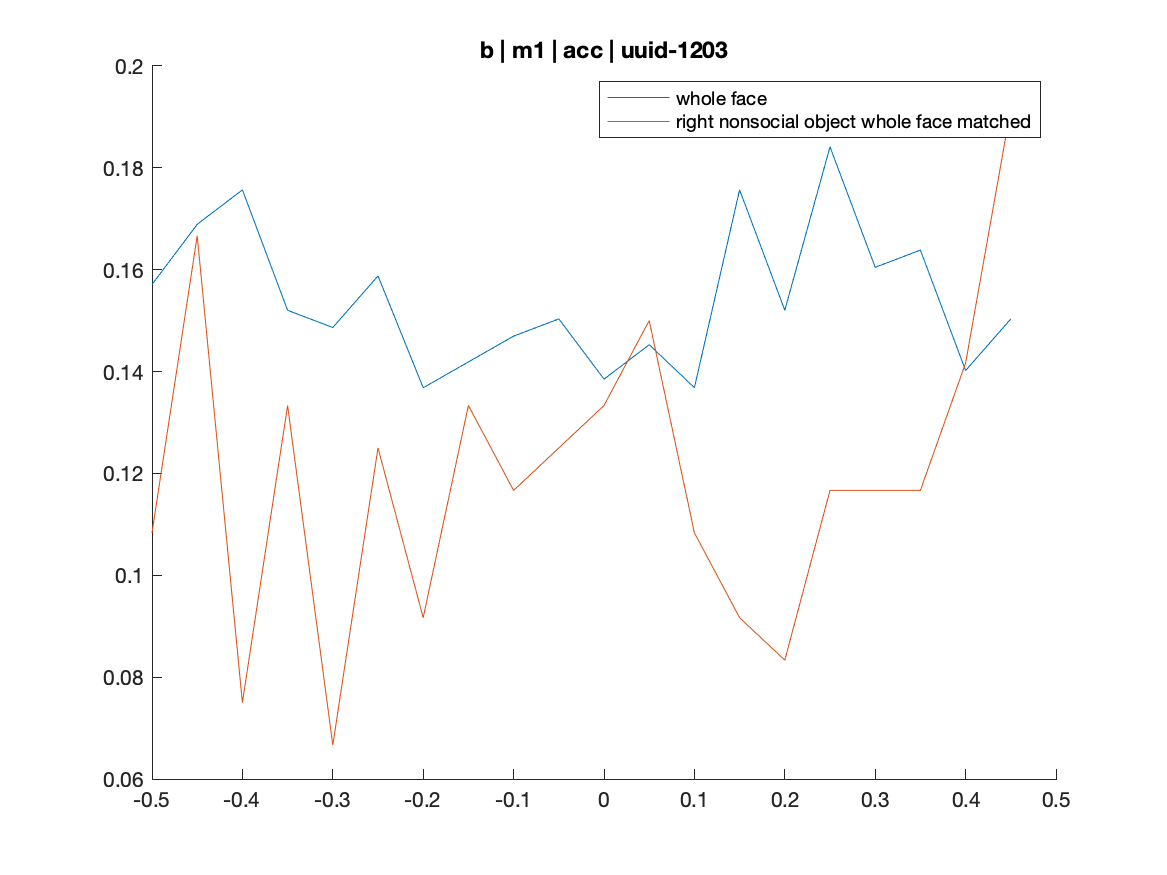 b | m1 | acc | uuid-1203
whole face
right nonsocial object whole face matched
0.2
0.18
0.16
0.14
0.12
0.1
0.08
0.06
-0.5 -0.4 -0.3 -0.2 -0.1 0 0.1 0.2 0.3 0.4 0.5